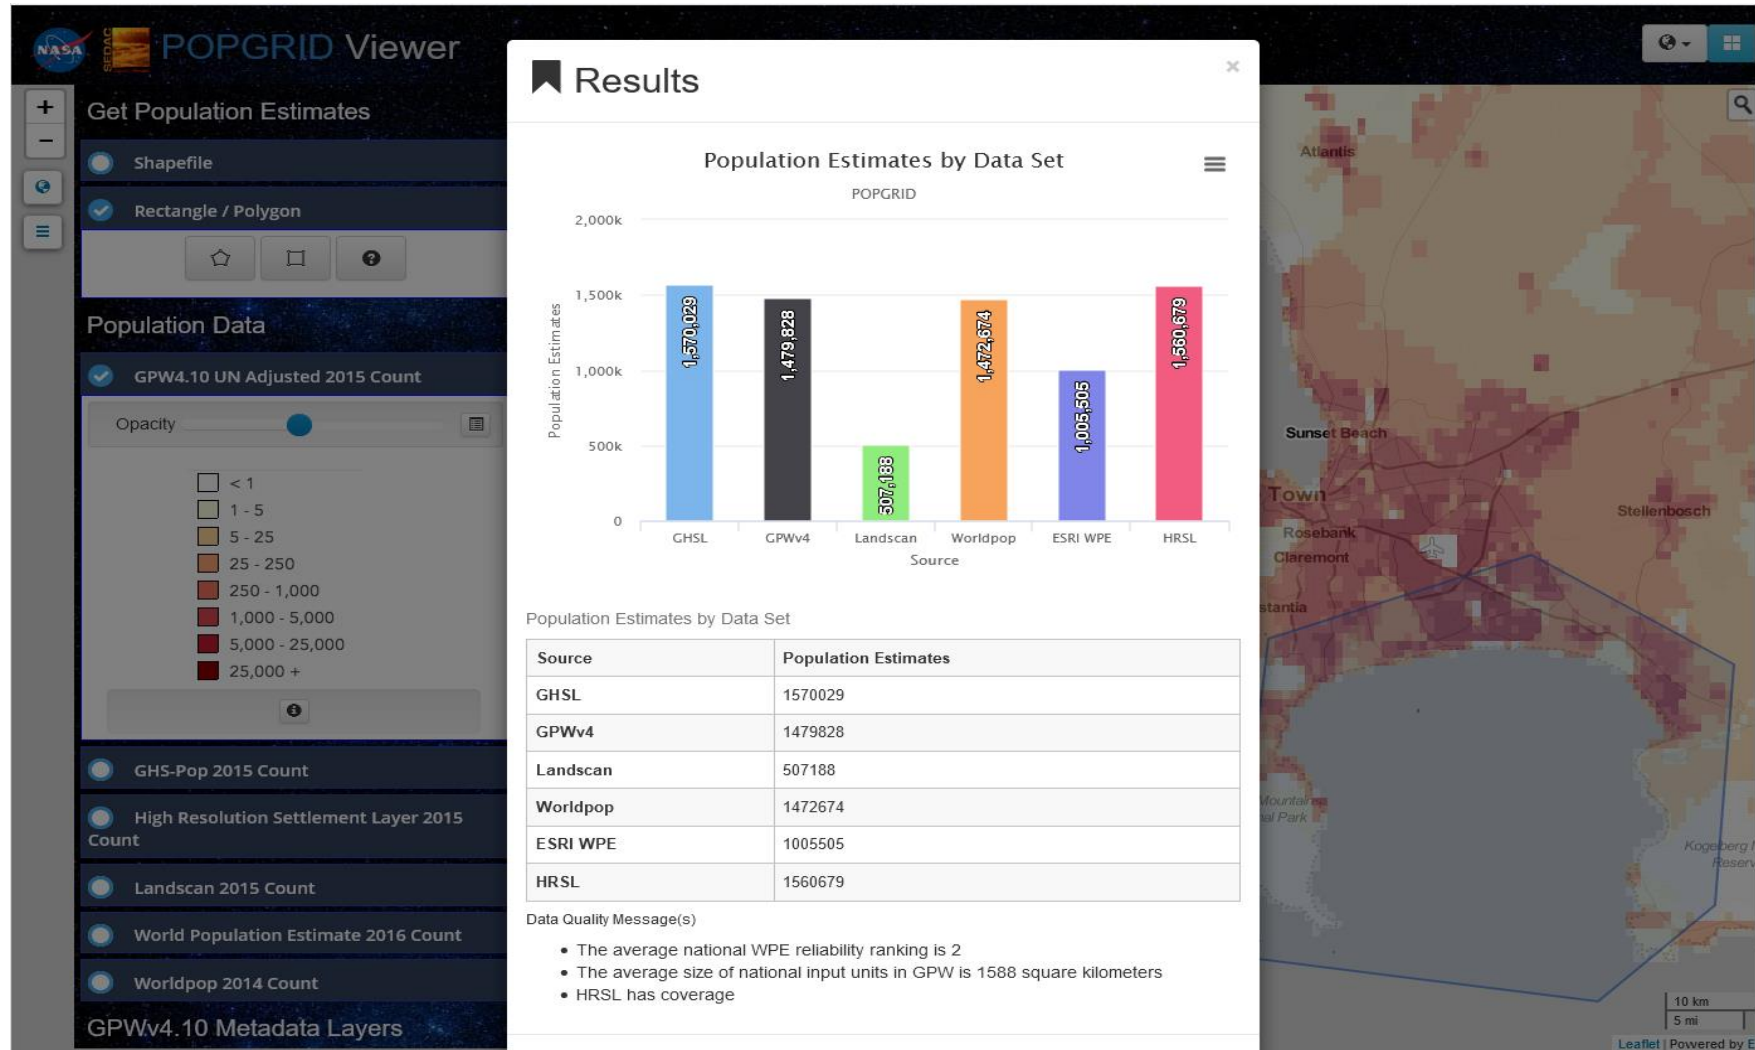 NASA SEDAC POPGRID Viewer
Get Population Estimates
Shapefile
Rectangle / Polygon
Population Data
GPW4.10 UN Adjusted 2015 Count
Opacity
< 1
1 - 5
5 - 25
25 - 250
250 - 1,000
1,000 - 5,000
5,000 - 25,000
25,000 +
GHS-Pop 2015 Count
High Resolution Settlement Layer 2015
Count
Landscan 2015 Count
World Population Estimate 2016 Count
Worldpop 2014 Count
GPWv4.10 Metadata Layers
Results
×
Population Estimates by Data Set
POPGRID
Population Estimates
2,000k
1,500k
1,000k
500k
0
1,570,029
1,479,828
507,188
1,472,674
1,005,505
1,560,679
GHSL GPWv4 Landscan Worldpop ESRI WPE HRSL
Source
Population Estimates by Data Set
Source Population Estimates
GHSL 1570029
GPWv4 1479828
Landscan 507188
Worldpop 1472674
ESRI WPE 1005505
HRSL 1560679
Data Quality Message(s)
• The average national WPE reliability ranking is 2
• The average size of national input units in GPW is 1588 square kilometers
• HRSL has coverage
Atlantis
Sunset Beach
Town
Stellenbosch
Rosebank
Claremont
stantia
Mountains
nal Park
Kogelberg
Reserv
10 km
5 mi
Leaflet | Powered by E